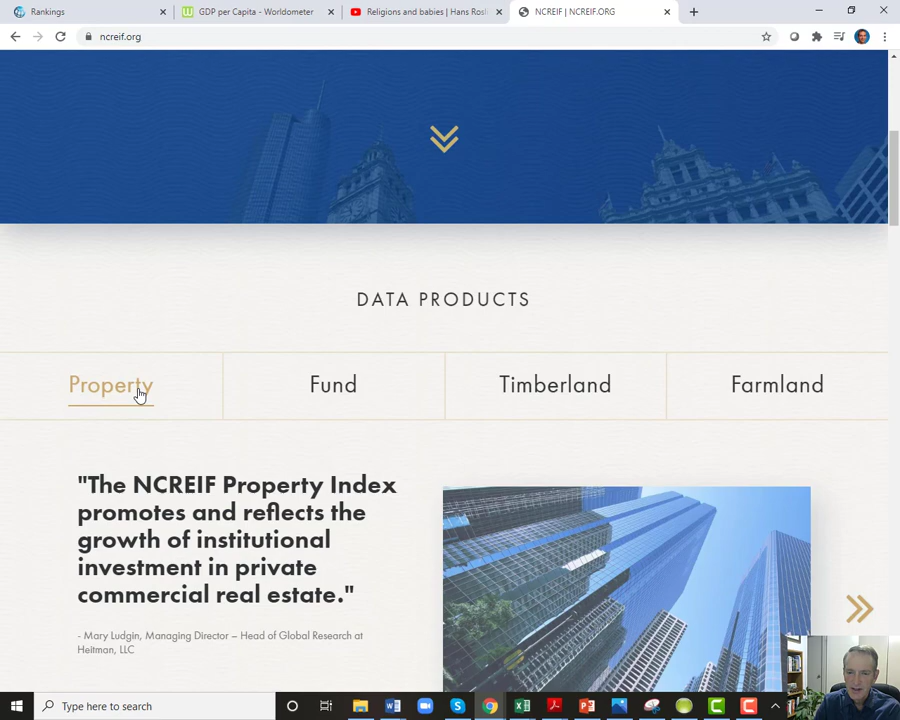 Rankings
GDP per Capita - Worldometer
Religions and babies | Hans Rosl
NCREIF | NCREIF.ORG
ncreif.org
DATA PRODUCTS
Property
Fund
Timberland
Farmland
"The NCREIF Property Index
promotes and reflects the
growth of institutional
investment in private
commercial real estate."
- Mary Ludgin, Managing Director – Head of Global Research at
Heitman, LLC
Type here to search